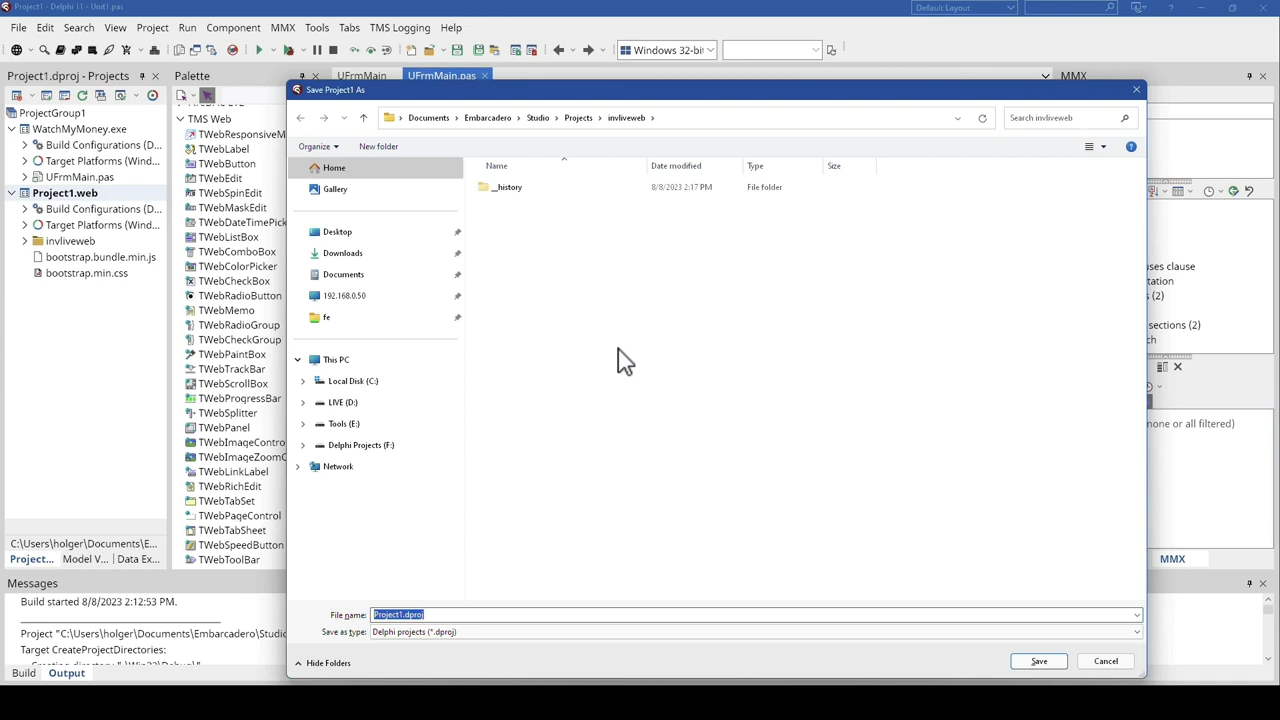 Project1 - Delphi 11 - Unit1.pas
Default Layout
File Edit Search View Project Run Component MMX Tools Tabs TMS Logging Help
Windows 32-bit
Project1.dproj - Projects
Palette
UFrmMain
UFrmMain.pas
MMX
ProjectGroup1
WatchMyMoney.exe
Build Configurations (D...
Target Platforms (Wind...
UFrmMain.pas
Project1.web
Build Configurations (D...
Target Platforms (Wind...
invliveweb
bootstrap.bundle.min.js
bootstrap.min.css
C:\Users\holger\Documents\E...
Project... Model V... Data Ex...
TMS Web
TWebResponsiveM
TWebLabel
TWebButton
TWebEdit
TWebSpinEdit
TWebMaskEdit
TWebDateTimePick
TWebListBox
TWebComboBox
TWebColorPicker
TWebCheckBox
TWebRadioButton
TWebMemo
TWebRadioGroup
TWebCheckGroup
TWebPaintBox
TWebTrackBar
TWebScrollBox
TWebProgressBar
TWebSplitter
TWebPanel
TWebImageContro
TWebImageZoomC
TWebLinkLabel
TWebRichEdit
TWebTabSet
TWebPageControl
TWebTabSheet
TWebSpeedButton
TWebToolBar
Save Project1 As
Documents > Embarcadero > Studio > Projects > invliveweb >
Search invliveweb
Organize
New folder
Home
Gallery
Desktop
Downloads
Documents
192.168.0.50
fe
This PC
Local Disk (C:)
LIVE (D:)
Tools (E:)
Delphi Projects (F:)
Network
Name Date modified Type Size
__history 8/8/2023 2:17 PM File folder
File name: Project1.dproj
Save as type: Delphi projects (*.dproj)
Hide Folders
Save
Cancel
uses clause
tation
s (2)
sections (2)
ch
none or all filtered)
MMX
Messages
Build started 8/8/2023 2:12:53 PM.
Project "C:\Users\holger\Documents\Embarcadero\Studio
Target CreateProjectDirectories:
Build Output